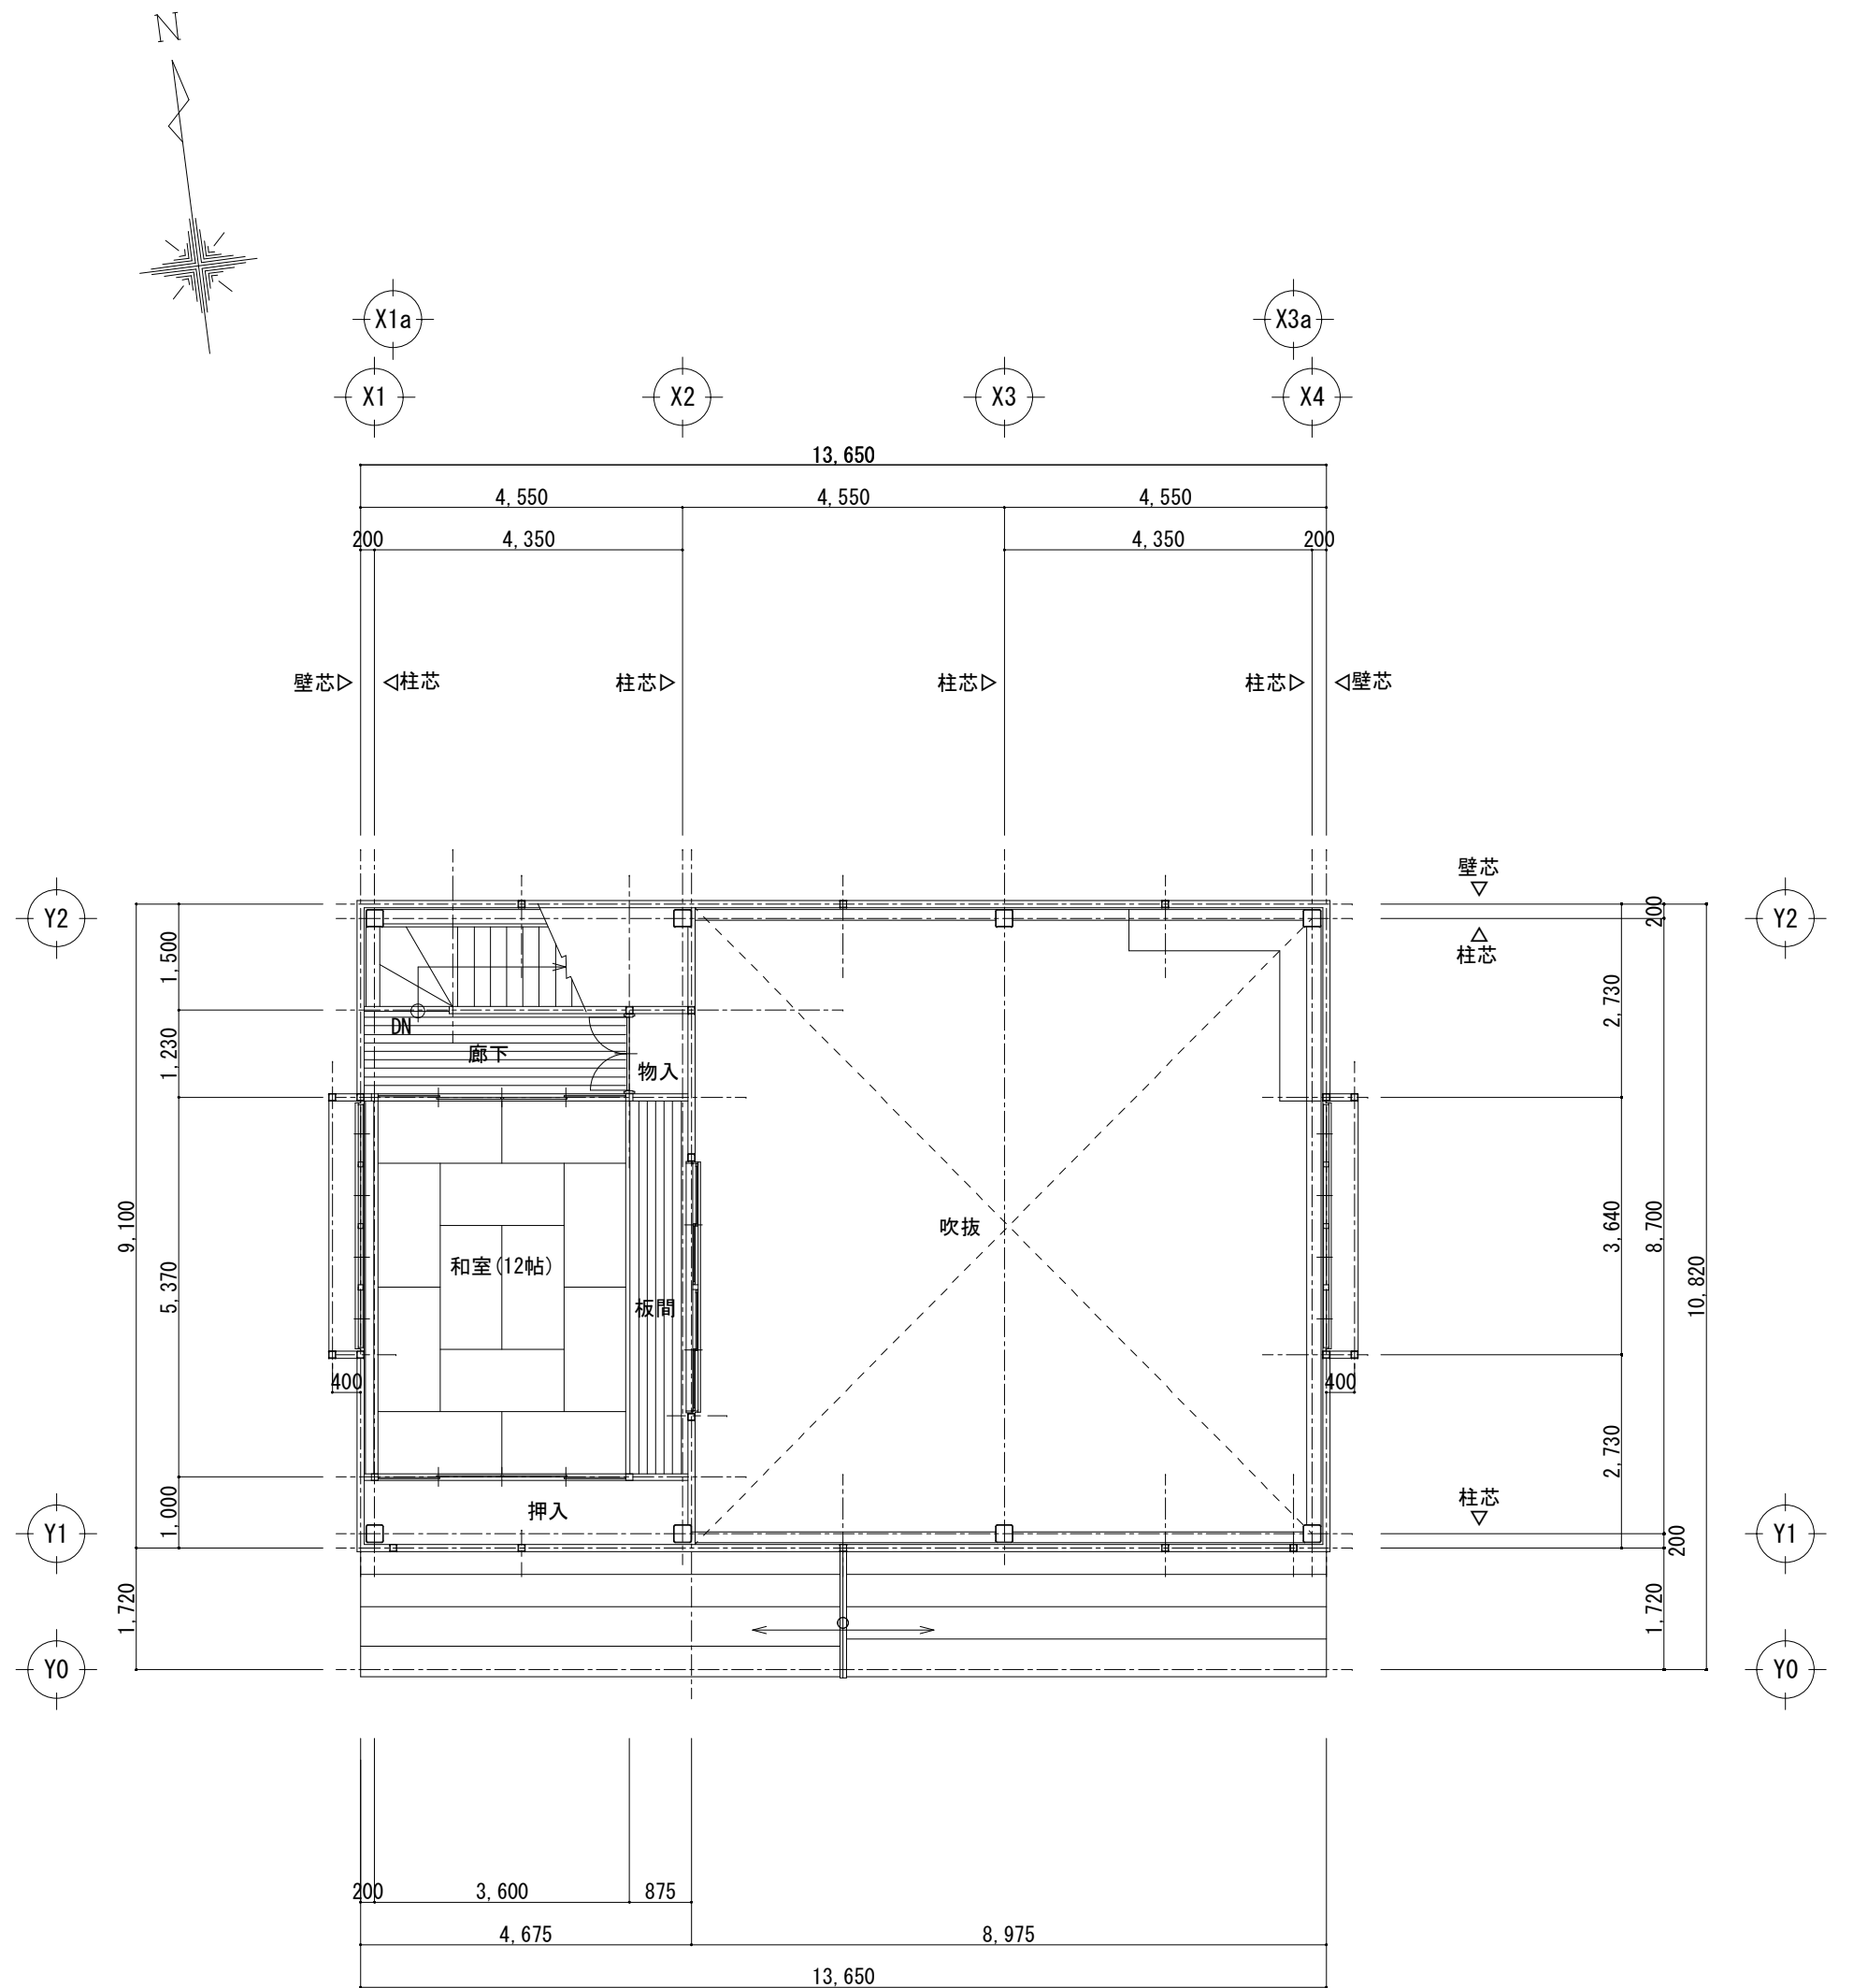 N
X1a
X3a
X1
X2
X3
X4
13,650
4,550
4,550
4,550
200
4,350
4,350
200
壁芯▷
◁柱芯
柱芯▷
柱芯▷
柱芯▷
◁壁芯
壁芯
▽
Y2
Y2
200
△
柱芯
1,500
2,730
DN
廊下
物入
1,230
9,100
5,370
和室(12帖)
板間
吹抜
3,640
8,700
10,820
400
400
2,730
1,000
押入
柱芯
▽
Y1
Y1
200
1,720
1,720
Y0
Y0
200
3,600
875
4,675
8,975
13,650